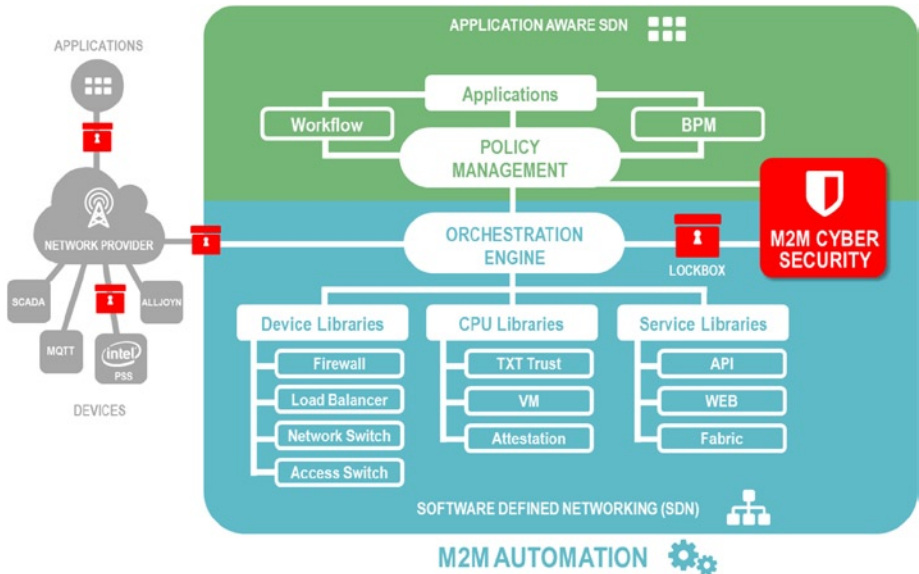 APPLICATION AWARE SDN
APPLICATIONS
Applications
Workflow
BPM
POLICY
MANAGEMENT
NETWORK PROVIDER
ORCHESTRATION
ENGINE
LOCKBOX
M2M CYBER
SECURITY
SCADA
ALLJOYN
MQTT
intel
PSS
DEVICES
Device Libraries
Firewall
Load Balancer
Network Switch
Access Switch
CPU Libraries
TXT Trust
VM
Attestation
Service Libraries
API
WEB
Fabric
SOFTWARE DEFINED NETWORKING (SDN)
M2M AUTOMATION